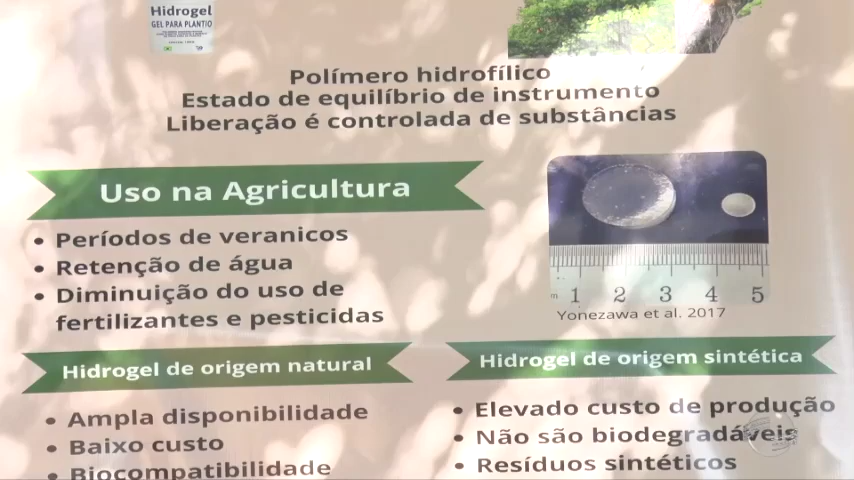 Hidrogel
GEL PARA PLANTIO
Polímero hidrofílico
Estado de equilíbrio de instrumento
Liberação é controlada de substâncias
Uso na Agricultura
• Períodos de veranicos
• Retenção de água
• Diminuição do uso de
fertilizantes e pesticidas
1 2 3 4 5
Yonezawa et al. 2017
Hidrogel de origem natural
• Ampla disponibilidade
• Baixo custo
• Biocompatibilidade
Hidrogel de origem sintética
• Elevado custo de produção
• Não são biodegradáveis
• Resíduos sintéticos